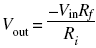 V_out = -V_in R_f / R_i